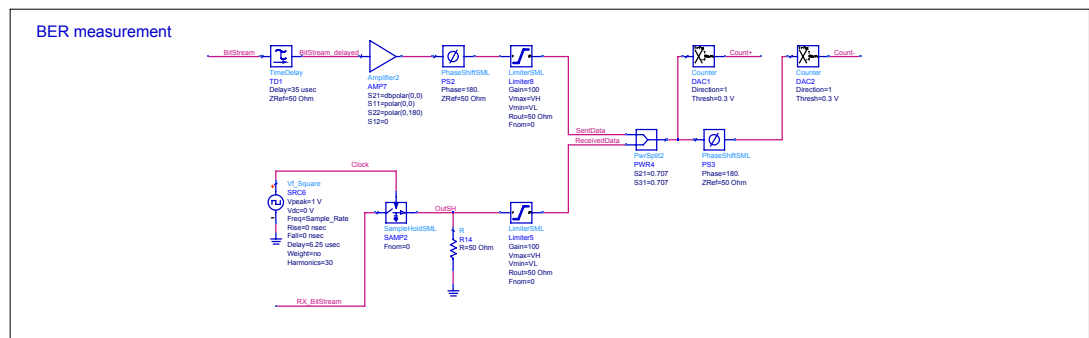 BER measurement
BitStream
BitStream_delayed
Count+
Count-
TimeDelay
TD1
Delay=35 usec
ZRef=50 Ohm
Amplifier2
AMP7
S21=dbpolar(0,0)
S11=polar(0,0)
S22=polar(0,180)
S12=0
PhaseShiftSML
PS2
Phase=180.
ZRef=50 Ohm
LimiterSML
Limiter8
Gain=100
Vmax=VH
Vmin=VL
Rout=50 Ohm
Fnom=0
Counter
DAC1
Direction=1
Thresh=0.3 V
Counter
DAC2
Direction=1
Thresh=0.3 V
SentData
ReceivedData
PwrSplit2
PWR4
S21=0.707
S31=0.707
PhaseShiftSML
PS3
Phase=180.
ZRef=50 Ohm
Clock
Vf_Square
SRC6
Vpeak=1 V
Vdc=0 V
Freq=Sample_Rate
Rise=0 nsec
Fall=0 nsec
Delay=6.25 usec
Weight=no
Harmonics=30
SampleHoldSML
SAMP2
Fnom=0
OutSH
R
R14
R=50 Ohm
LimiterSML
Limiter5
Gain=100
Vmax=VH
Vmin=VL
Rout=50 Ohm
Fnom=0
RX_BitStream